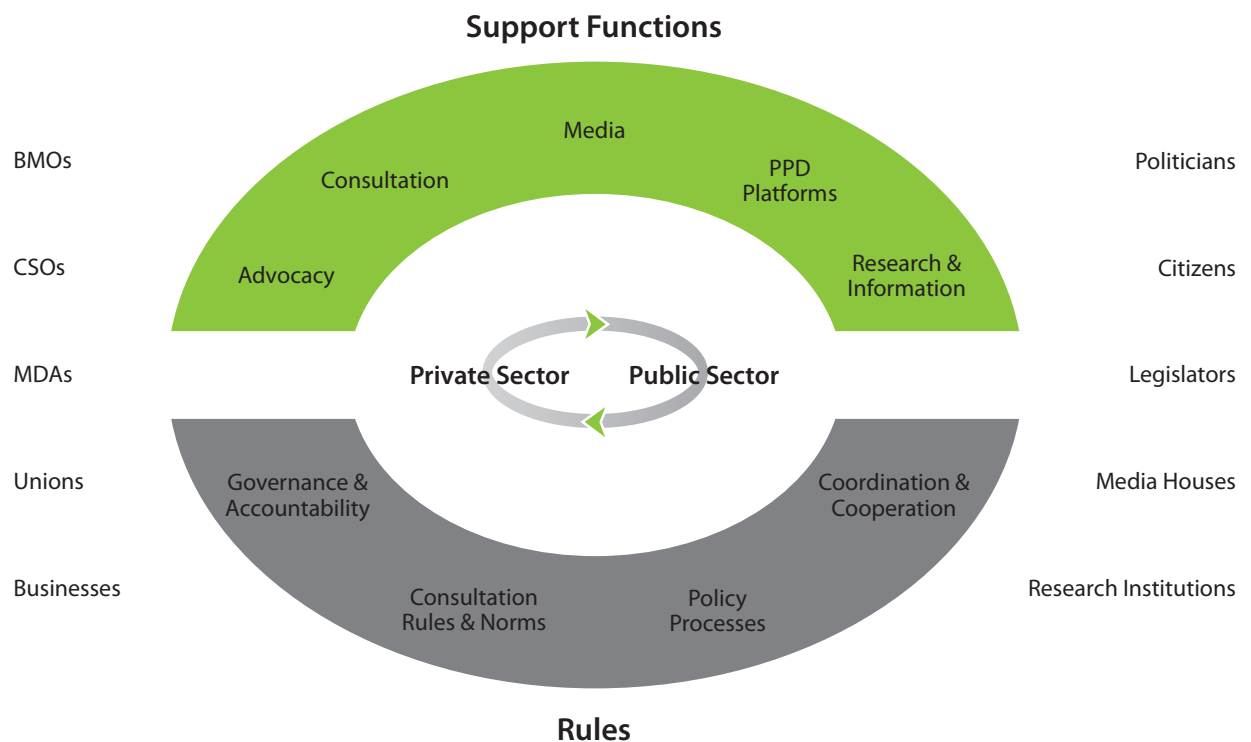 Support Functions
Media
BMOs
Consultation
PPD
Platforms
Politicians
CSOs
Advocacy
Research &
Information
Citizens
MDAs
Private Sector
Public Sector
Legislators
Unions
Governance &
Accountability
Coordination &
Cooperation
Media Houses
Businesses
Consultation
Rules & Norms
Policy
Processes
Research Institutions
Rules